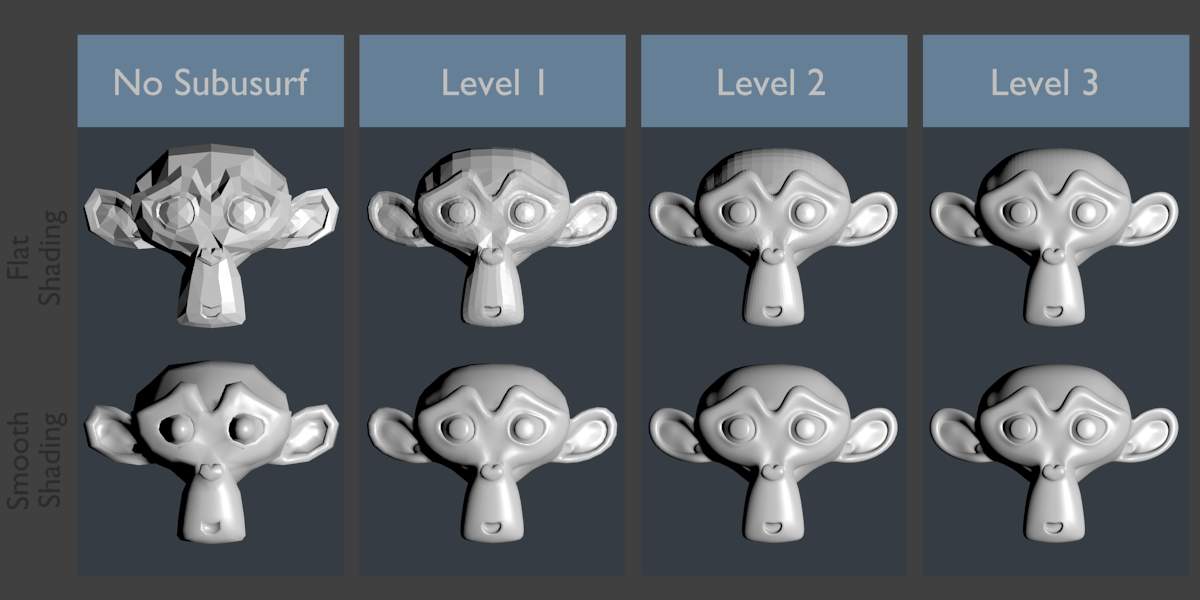 No Subusurf
Level 1
Level 2
Level 3
Flat
Shading
Smooth
Shading